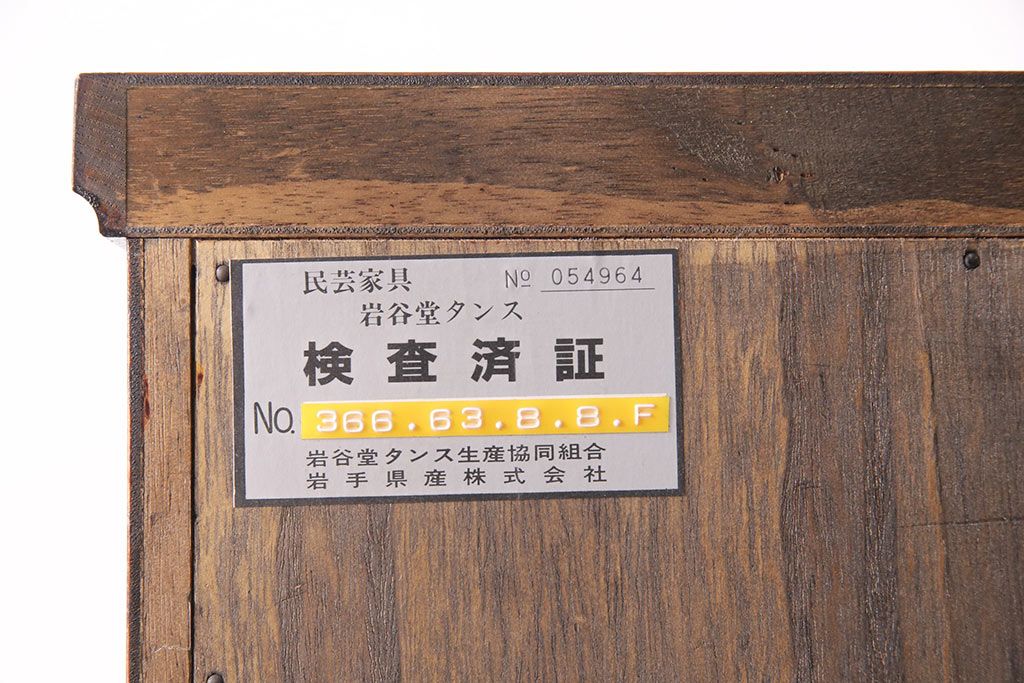 民芸家具 No 054964
岩谷堂タンス
検査済証
No. 366.63.8.8.F
岩谷堂タンス生産協同組合
岩手県産株式会社